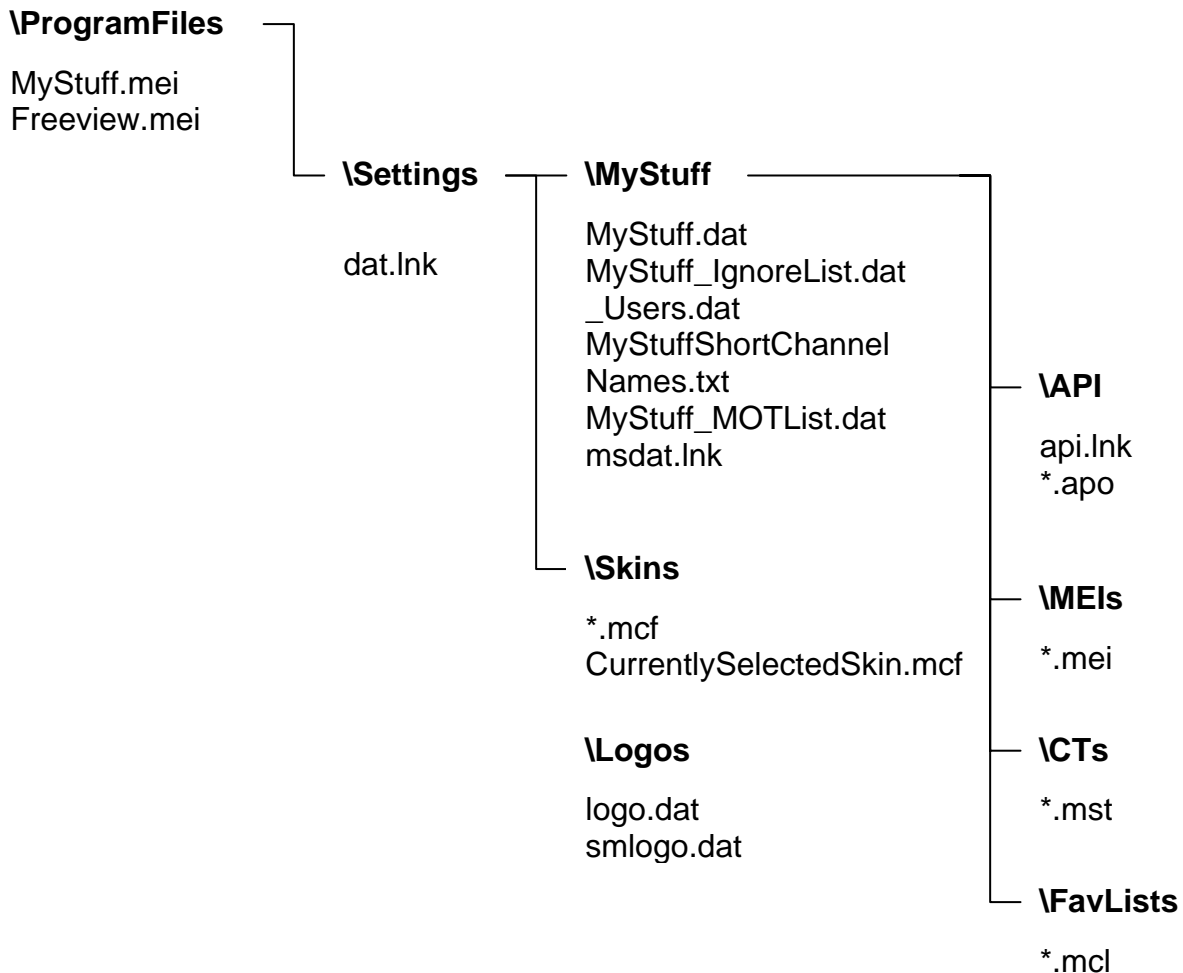 \ProgramFiles
MyStuff.mei
Freeview.mei
\Settings
dat.lnk
\MyStuff
MyStuff.dat
MyStuff_IgnoreList.dat
_Users.dat
MyStuffShortChannel
Names.txt
MyStuff_MOTList.dat
msdat.lnk
\Skins
*.mcf
CurrentlySelectedSkin.mcf
\Logos
logo.dat
smlogo.dat
\API
api.lnk
*.apo
\MEIs
*.mei
\CTs
*.mst
\FavLists
*.mcl